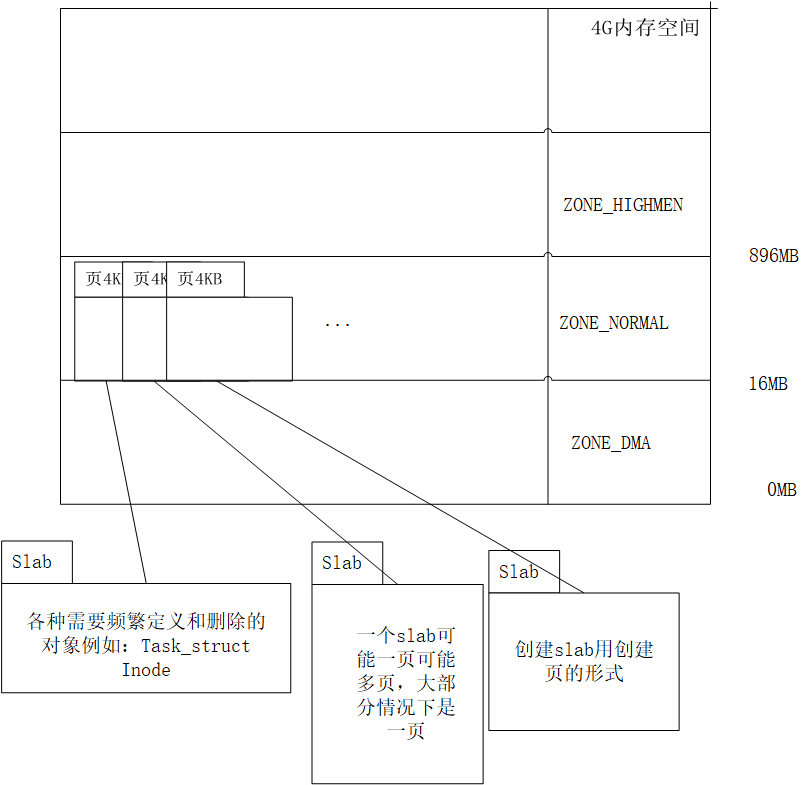 4G内存空间
ZONE_HIGHMEN
896MB
页4K
页4K
页4KB
...
ZONE_NORMAL
16MB
ZONE_DMA
0MB
Slab
各种需要频繁定义和删除的
对象例如：Task_struct
Inode
Slab
一个slab可
能一页可能
多页，大部
分情况下是
一页
Slab
创建slab用创建
页的形式